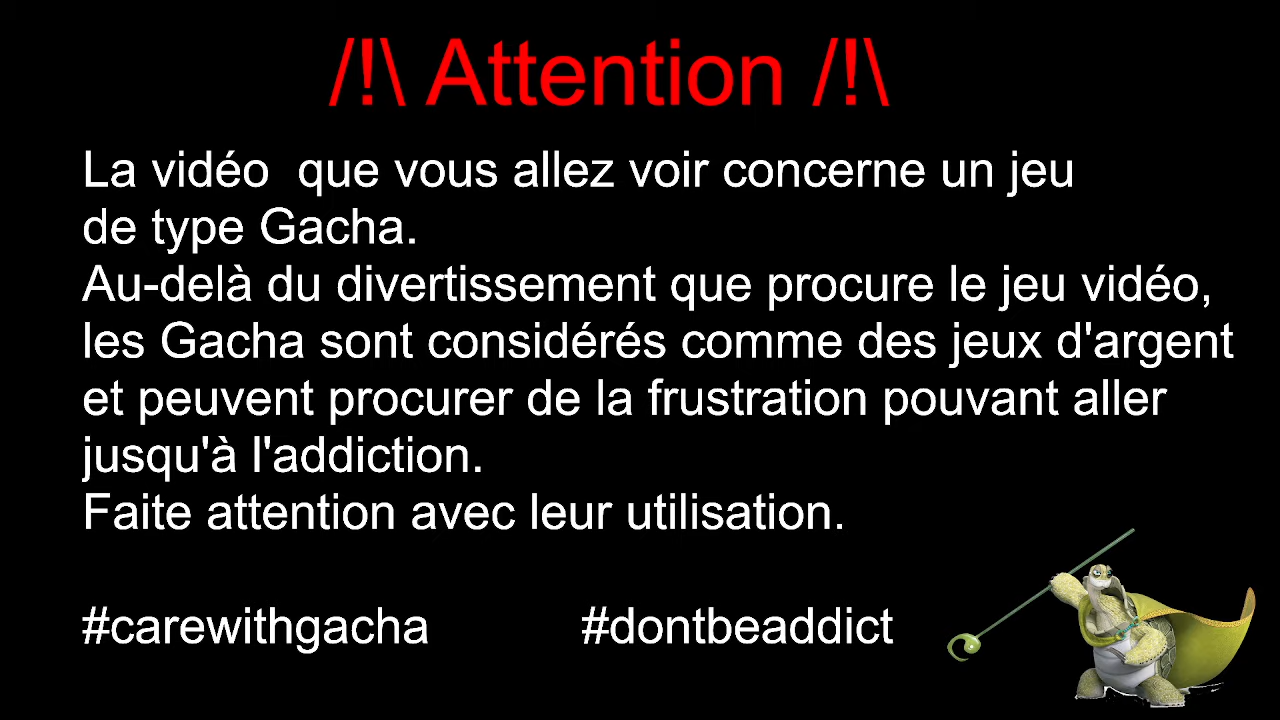 /!\ Attention /!\
La vidéo  que vous allez voir concerne un jeu
de type Gacha.
Au-delà du divertissement que procure le jeu vidéo,
les Gacha sont considérés comme des jeux d'argent
et peuvent procurer de la frustration pouvant aller
jusqu'à l'addiction.
Faite attention avec leur utilisation.
#carewithgacha #dontbeaddict